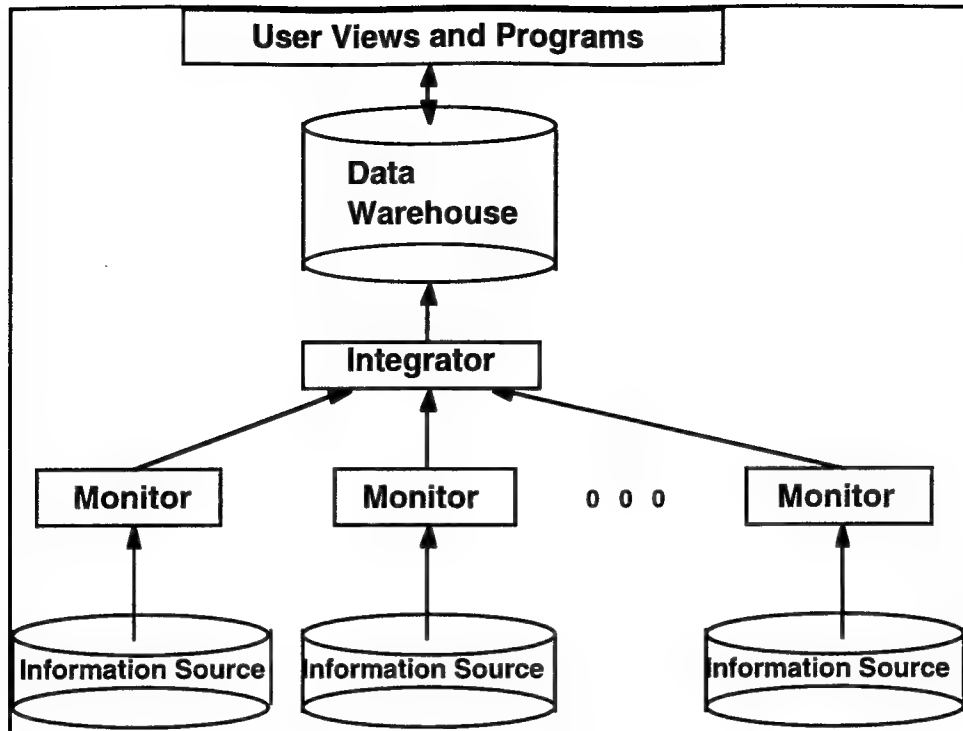 User Views and Programs
Data
Warehouse
Integrator
Monitor
Monitor
0 0 0
Monitor
Information Source
Information Source
Information Source